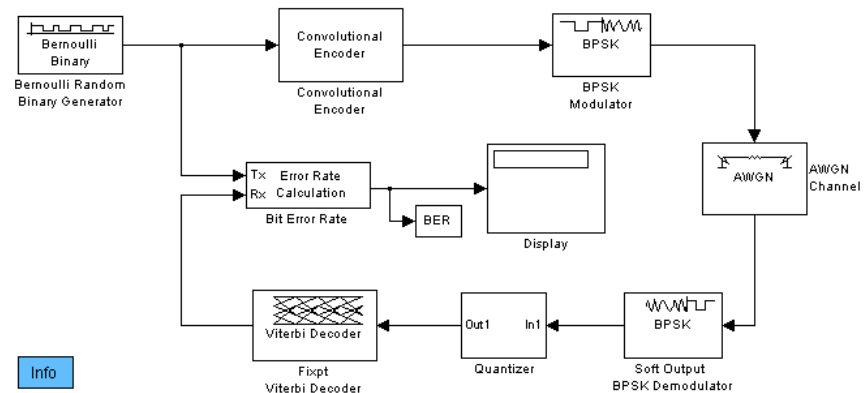 Bernoulli
Binary
Bernoulli Random
Binary Generator
Convolutional
Encoder
Convolutional
Encoder
BPSK
BPSK
Modulator
AWGN
AWGN
Channel
Tx
Rx
Error Rate
Calculation
Bit Error Rate
BER
Display
Viterbi Decoder
Fixpt
Viterbi Decoder
Out1
In1
Quantizer
BPSK
Soft Output
BPSK Demodulator
Info